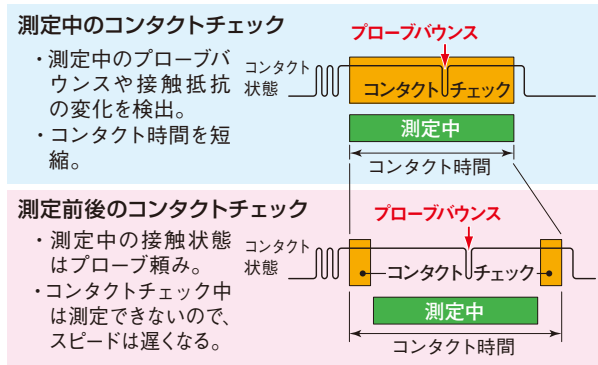 測定中のコンタクトチェック
・測定中のプローブバ
ウンスや接触抵抗
の変化を検出。
・コンタクト時間を短
縮。
プローブバウンス
コンタクト
状態
コンタクトチェック
測定中
コンタクト時間
測定前後のコンタクトチェック
・測定中の接触状態
はプローブ頼み。
・コンタクトチェック中
は測定できないので、
スピードは遅くなる。
プローブバウンス
コンタクト
状態
コンタクトチェック
測定中
コンタクト時間